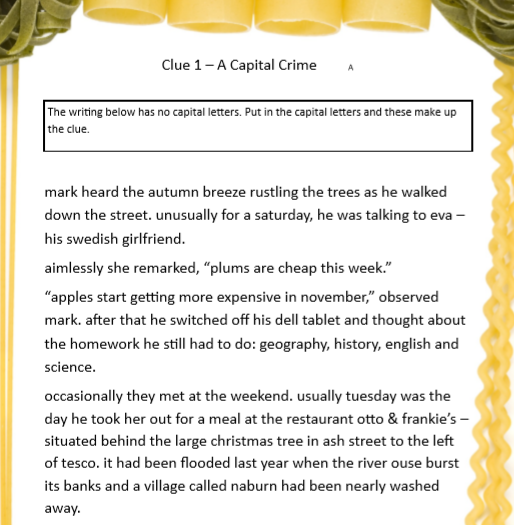 Clue 1 – A Capital Crime A
The writing below has no capital letters. Put in the capital letters and these make up
the clue.
mark heard the autumn breeze rustling the trees as he walked
down the street. unusually for a saturday, he was talking to eva –
his swedish girlfriend.
aimlessly she remarked, “plums are cheap this week.”
“apples start getting more expensive in november,” observed
mark. after that he switched off his dell tablet and thought about
the homework he still had to do: geography, history, english and
science.
occasionally they met at the weekend. usually tuesday was the
day he took her out for a meal at the restaurant otto & frankie’s –
situated behind the large christmas tree in ash street to the left
of tesco. it had been flooded last year when the river ouse burst
its banks and a village called naburn had been nearly washed
away.